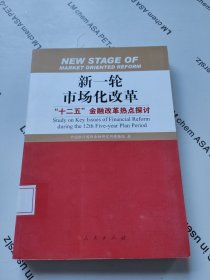 NEW STAGE OF
MARKET ORIENTED REFORM
新一轮
市场化改革
“十二五”金融改革热点探讨
Study on Key Issues of Financial Reform
during the 12th Five-year Plan Period
人民出版社